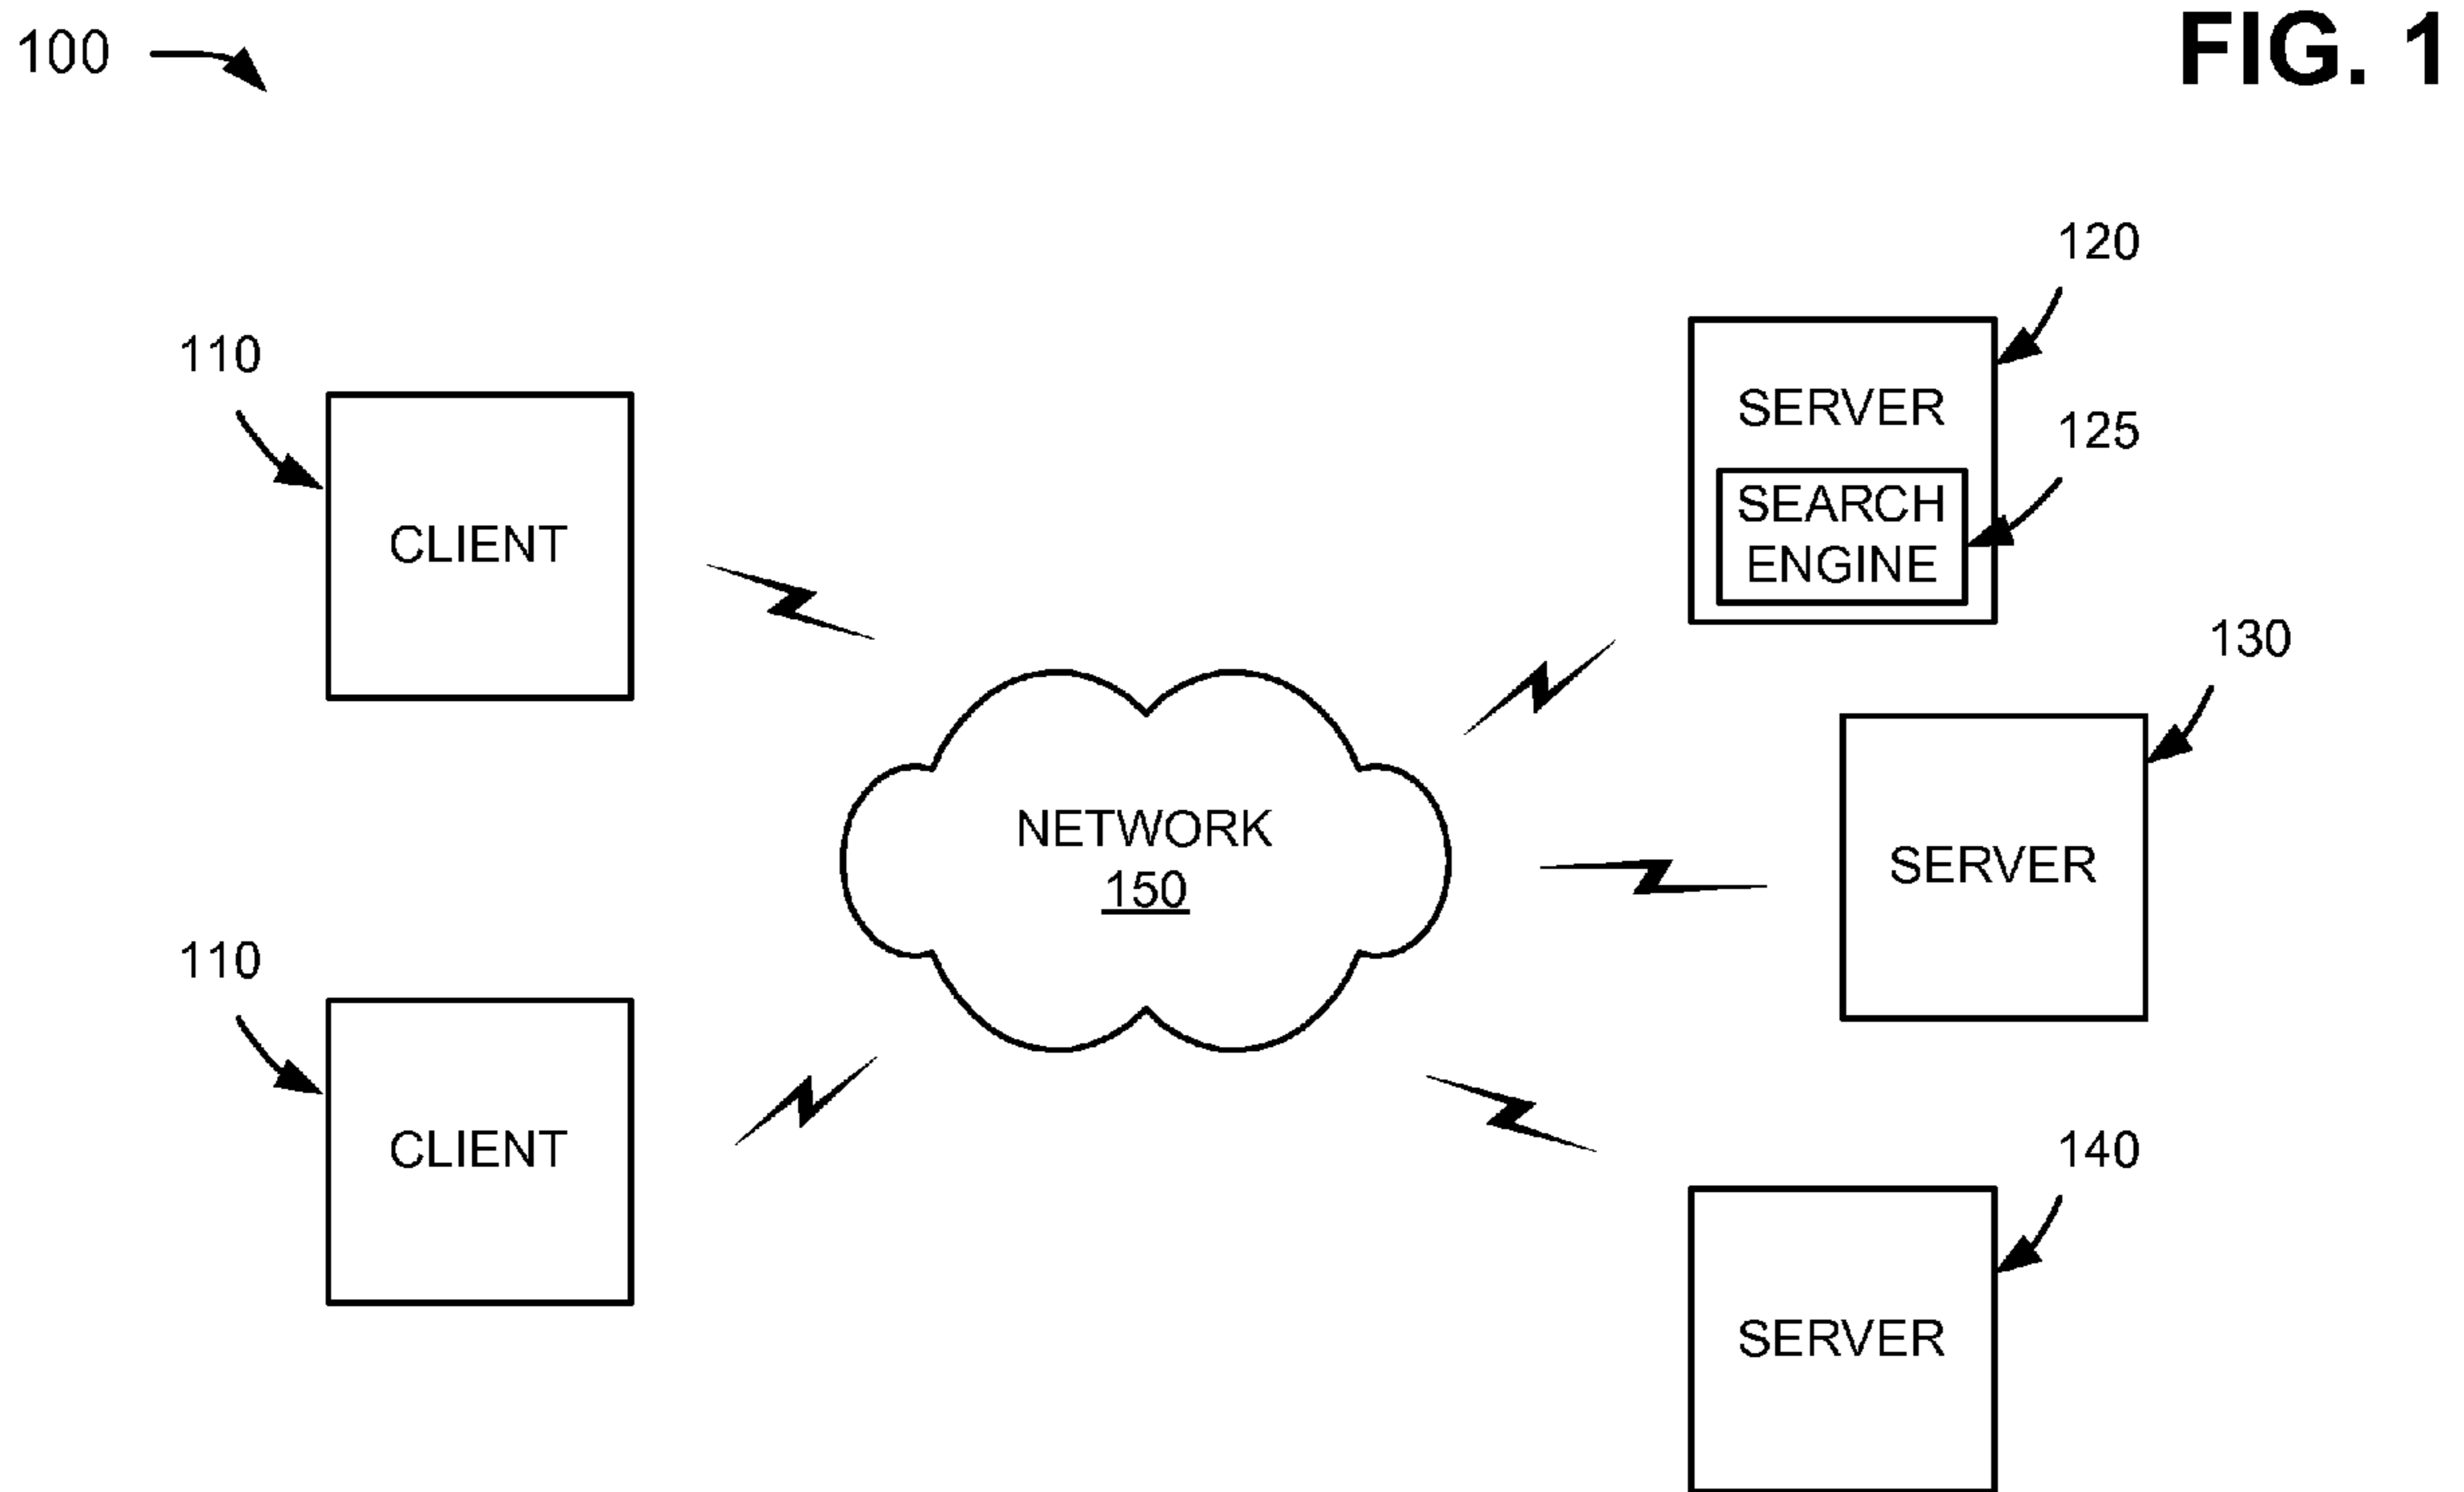 100
FIG. 1
120
110
SERVER
125
SEARCH
ENGINE
CLIENT
130
NETWORK
150
SERVER
110
CLIENT
140
SERVER